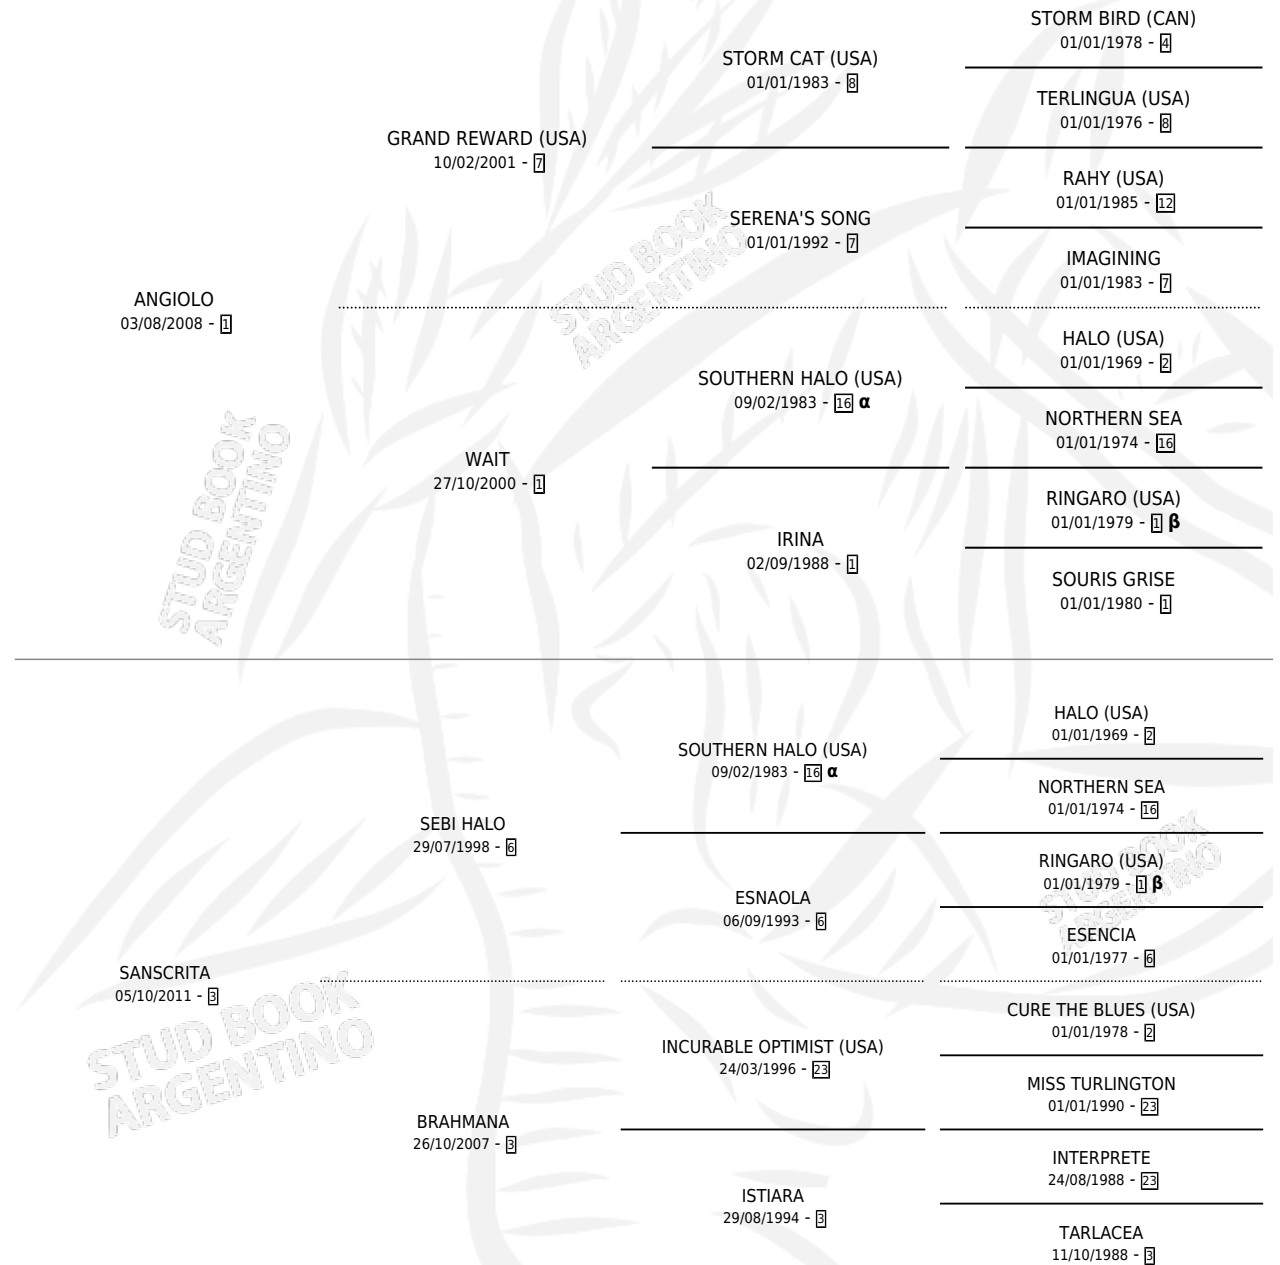 STORM BIRD (CAN)
01/01/1978 - 4
STORM CAT (USA)
01/01/1983 - 8
TERLINGUA (USA)
01/01/1976 - 8
GRAND REWARD (USA)
10/02/2001 - 7
RAHY (USA)
01/01/1985 - 12
SERENA'S SONG
01/01/1992 - 7
IMAGINING
01/01/1983 - 7
STUD BOOK
ARGENTINO
ANGIOLO
03/08/2008 - 1
HALO (USA)
01/01/1969 - 2
SOUTHERN HALO (USA)
09/02/1983 - 16 α
NORTHERN SEA
01/01/1974 - 16
WAIT
27/10/2000 - 1
RINGARO (USA)
01/01/1979 - 1 β
IRINA
02/09/1988 - 1
SOURIS GRISE
01/01/1980 - 1
STUD BOOK
ARGENTINO
HALO (USA)
01/01/1969 - 2
SOUTHERN HALO (USA)
09/02/1983 - 16 α
NORTHERN SEA
01/01/1974 - 16
SEBI HALO
29/07/1998 - 6
RINGARO (USA)
01/01/1979 - 1 β
ESNAOLA
06/09/1993 - 6
ESENCIA
01/01/1977 - 6
STUD BOOK
ARGENTINO
SANSCRITA
05/10/2011 - 3
STUD BOOK
ARGENTINO
CURE THE BLUES (USA)
01/01/1978 - 2
INCURABLE OPTIMIST (USA)
24/03/1996 - 23
MISS TURLINGTON
01/01/1990 - 23
BRAHMANA
26/10/2007 - 3
INTERPRETE
24/08/1988 - 23
ISTIARA
29/08/1994 - 3
TARLACEA
11/10/1988 - 3